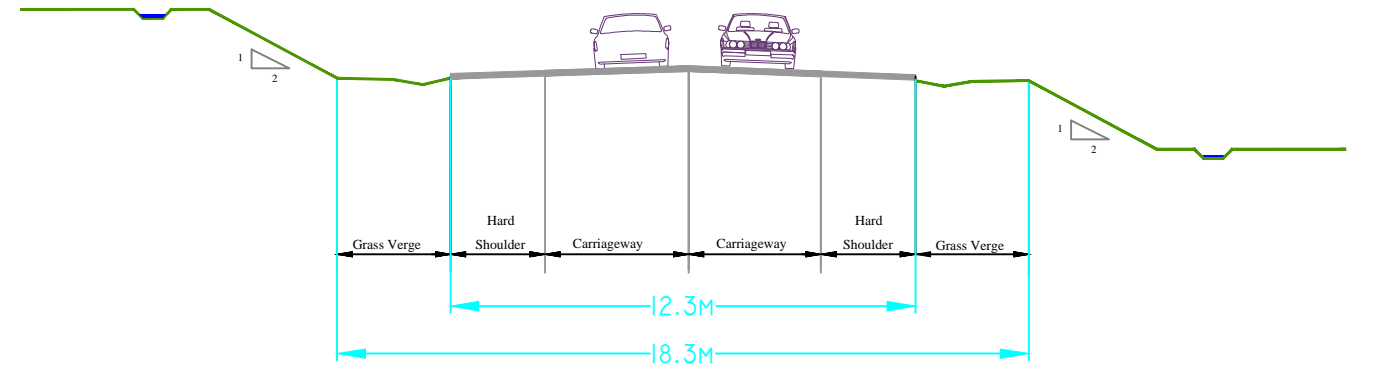 1
2
1
2
Hard
Shoulder
Hard
Shoulder
Grass Verge
Carriageway
Carriageway
Grass Verge
12.3M
18.3M